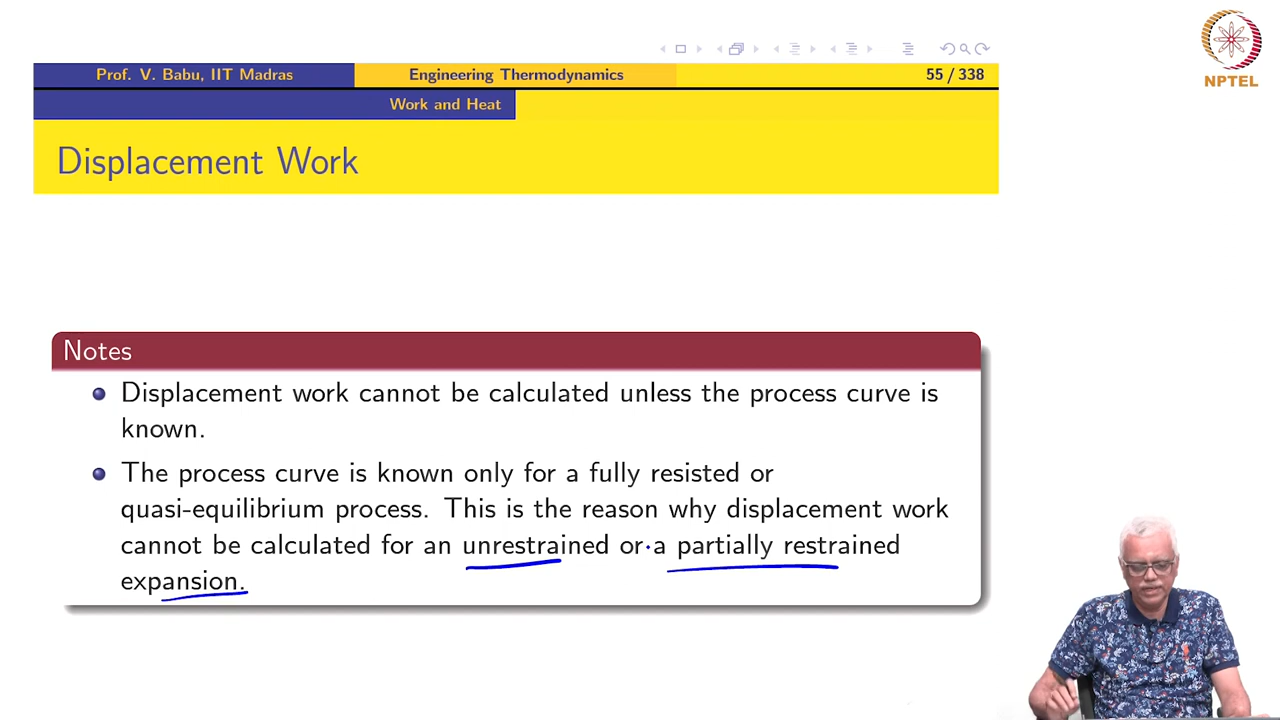 NPTEL
Prof. V. Babu, IIT Madras Engineering Thermodynamics 55 / 338
Work and Heat
Displacement Work
Notes
Displacement work cannot be calculated unless the process curve is
known.
The process curve is known only for a fully resisted or
quasi-equilibrium process. This is the reason why displacement work
cannot be calculated for an unrestrained or a partially restrained
expansion.